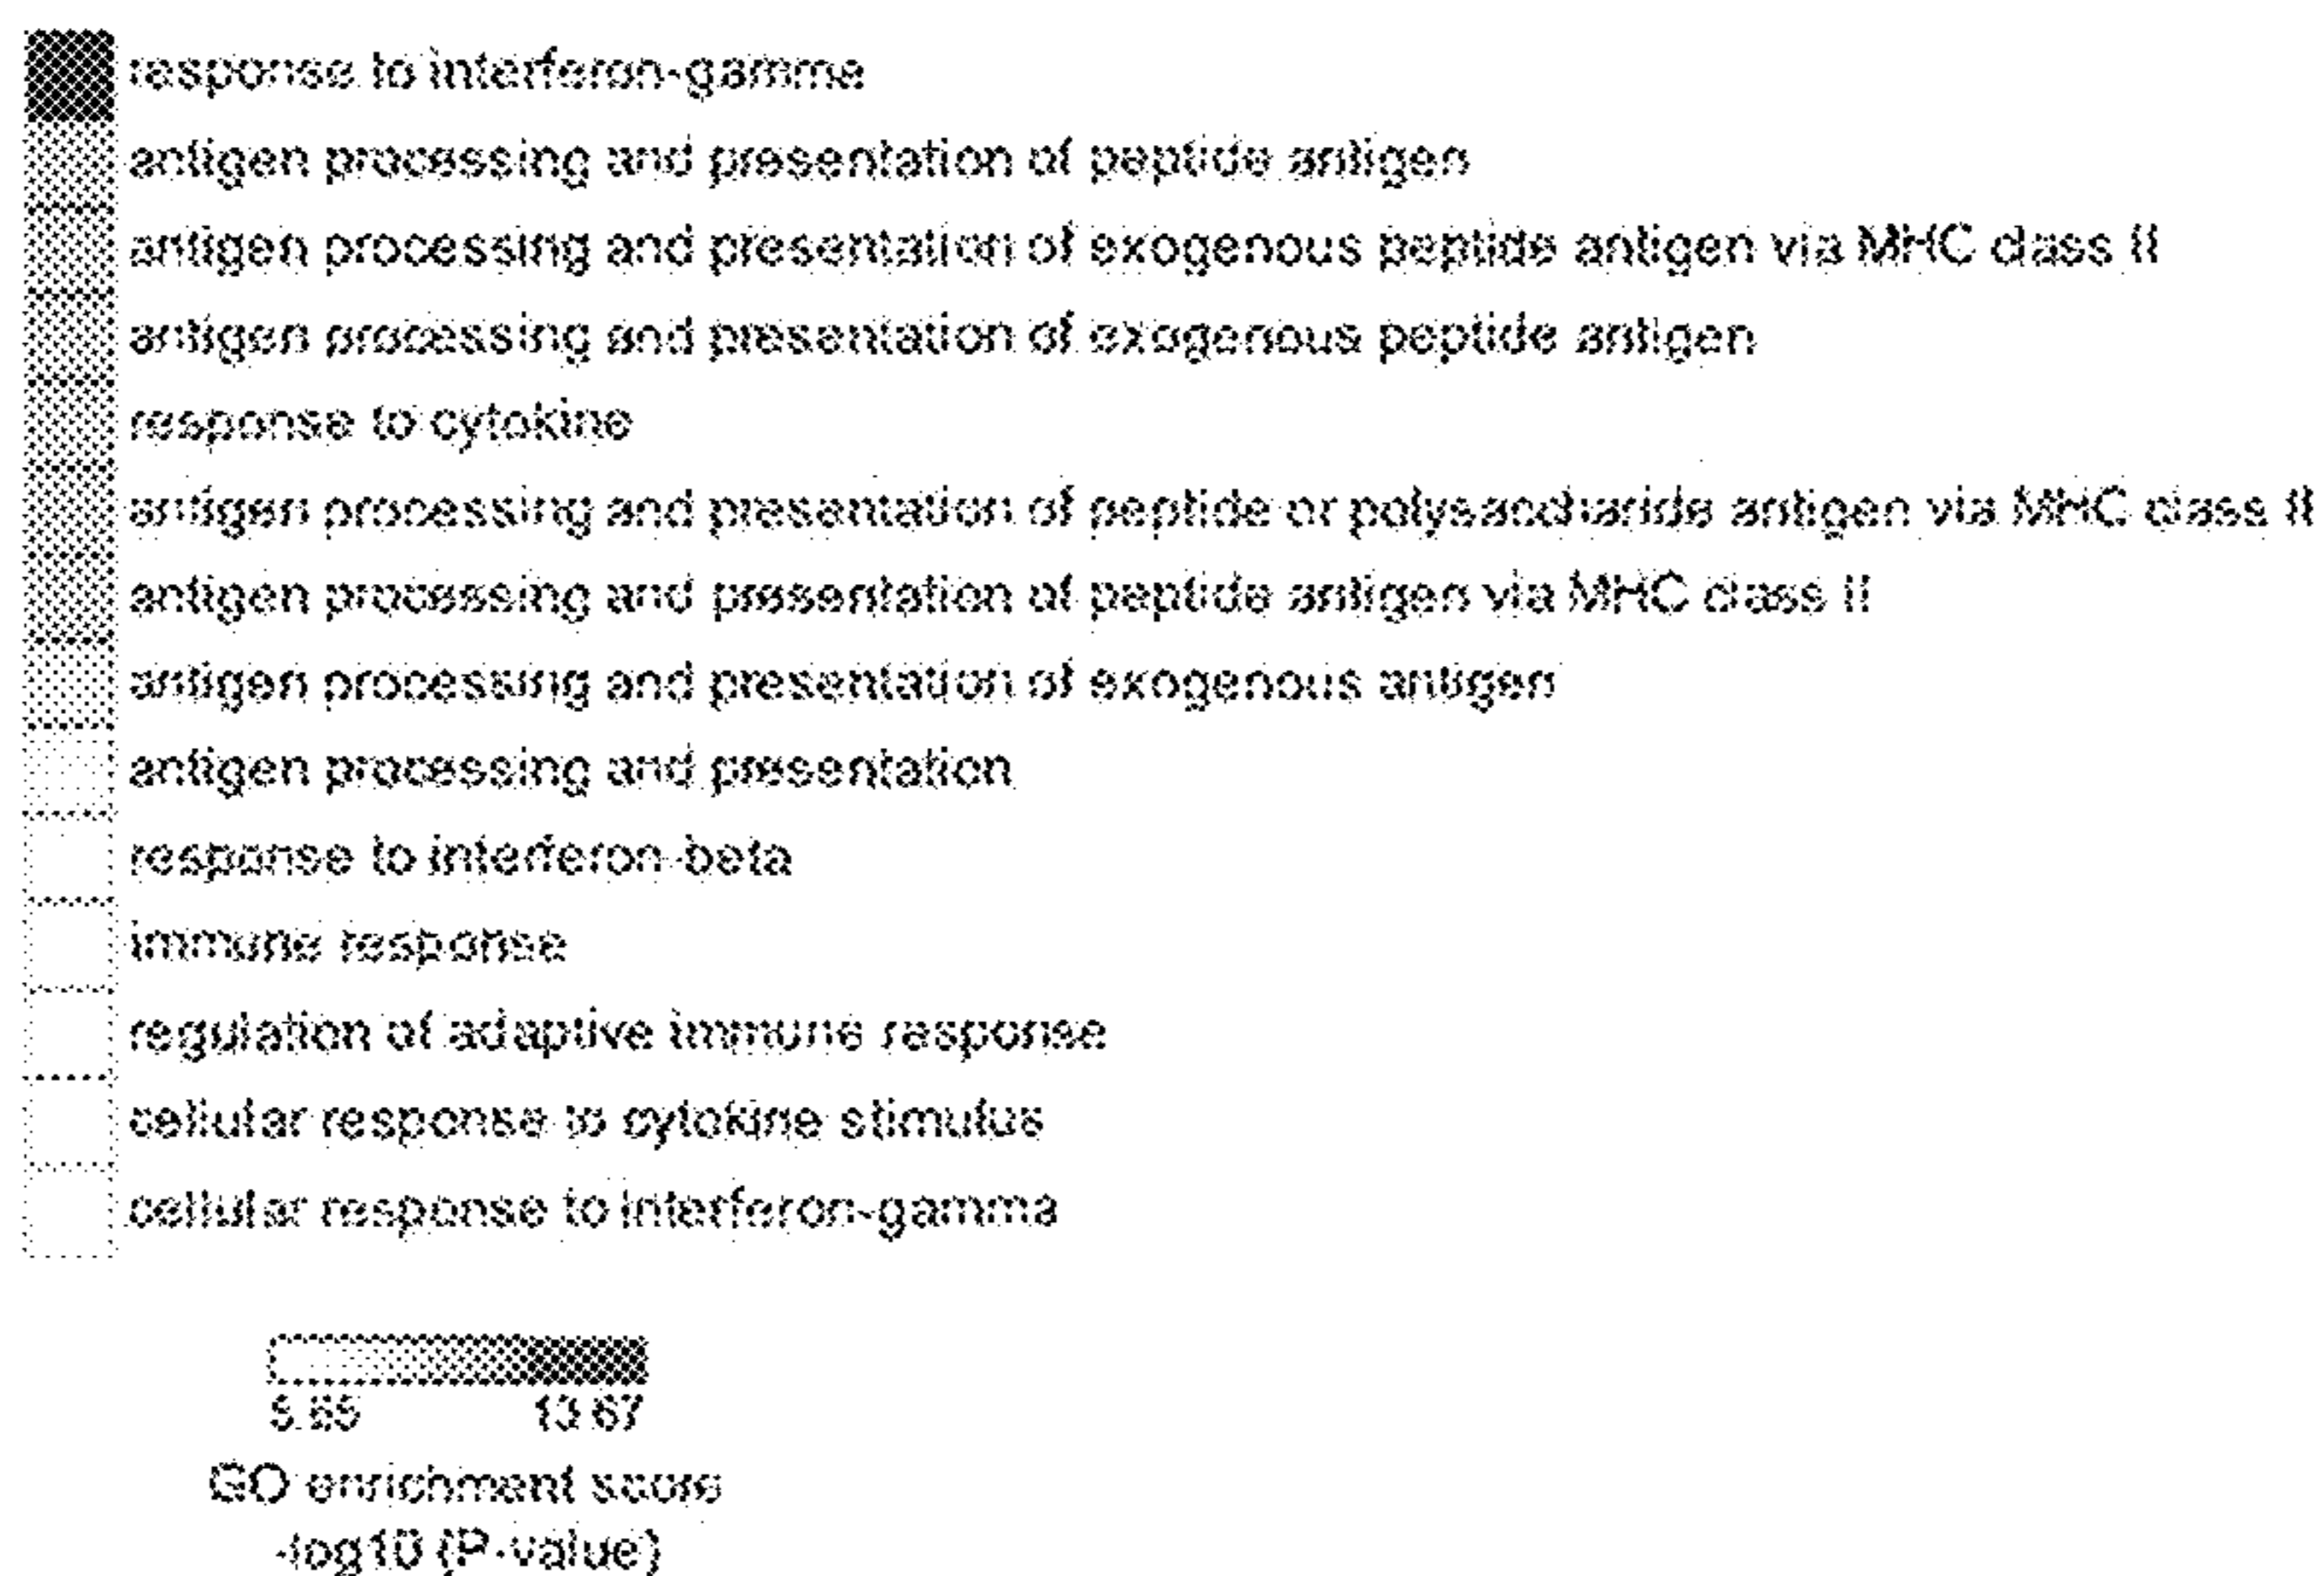 response to interferon-gamma
antigen processing and presentation of peptide antigen
antigen processing and presentation of exogenous peptide antigen via MHC class II
antigen processing and presentation of exogenous peptide antigen
response to cytokine
antigen processing and presentation of peptide or polysaccharide antigen via MHC class II
antigen processing and presentation of peptide antigen via MHC class II
antigen processing and presentation of exogenous antigen
antigen processing and presentation
response to interferon-beta
immune response
regulation of adaptive immune response
cellular response to cytokine stimulus
cellular response to interferon-gamma
13.67
GO enrichment score
-log10 (P-value)